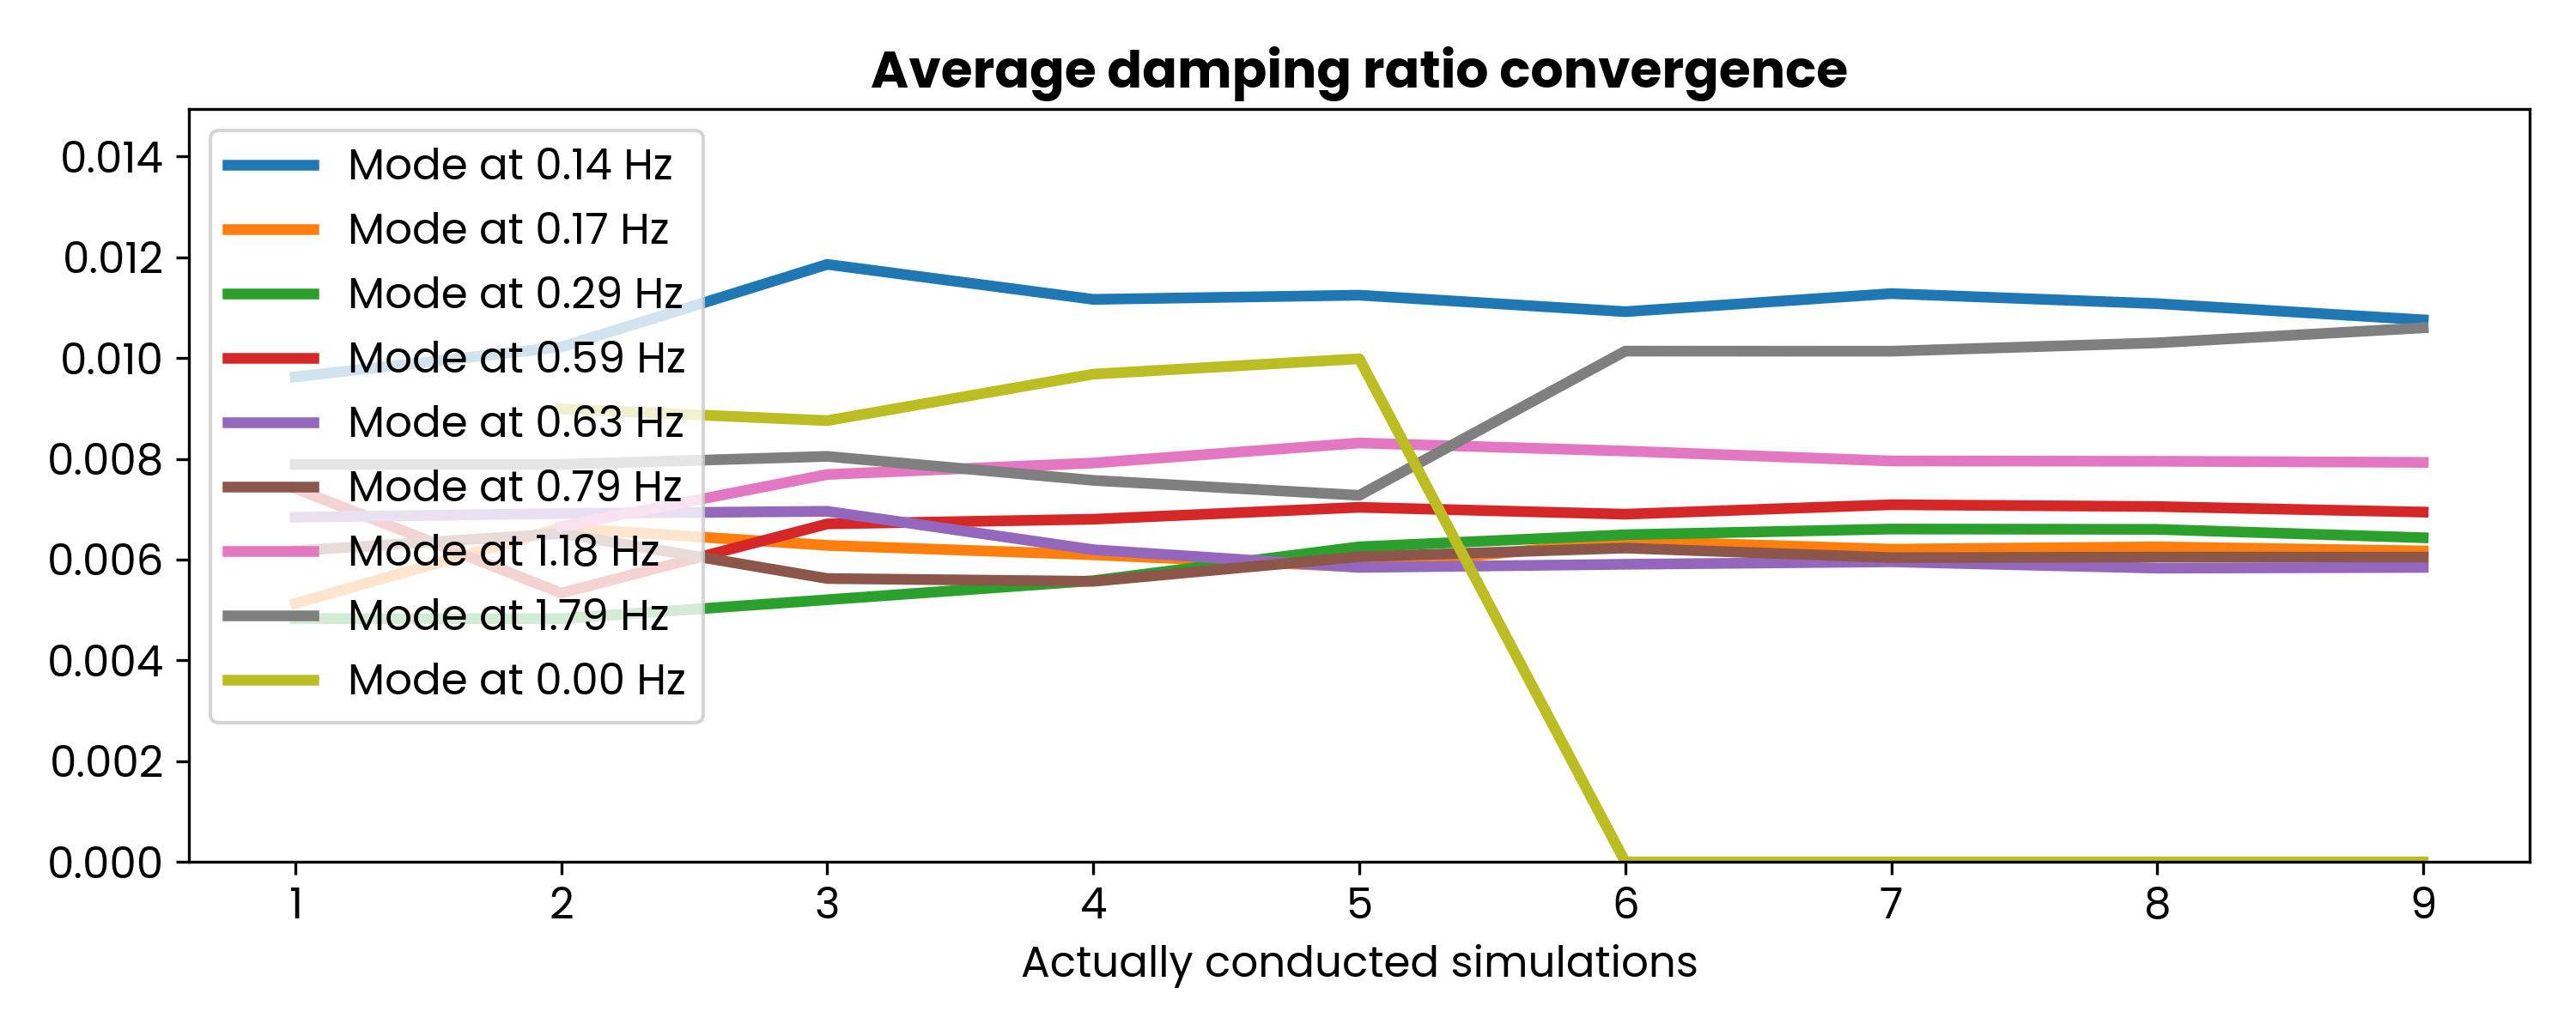 Average damping ratio convergence
0.014
0.012
0.010
0.008
0.006
0.004
0.002
0.000
Mode at 0.14 Hz
Mode at 0.17 Hz
Mode at 0.29 Hz
Mode at 0.59 Hz
Mode at 0.63 Hz
Mode at 0.79 Hz
Mode at 1.18 Hz
Mode at 1.79 Hz
Mode at 0.00 Hz
1 2 3 4 5 6 7 8 9
Actually conducted simulations